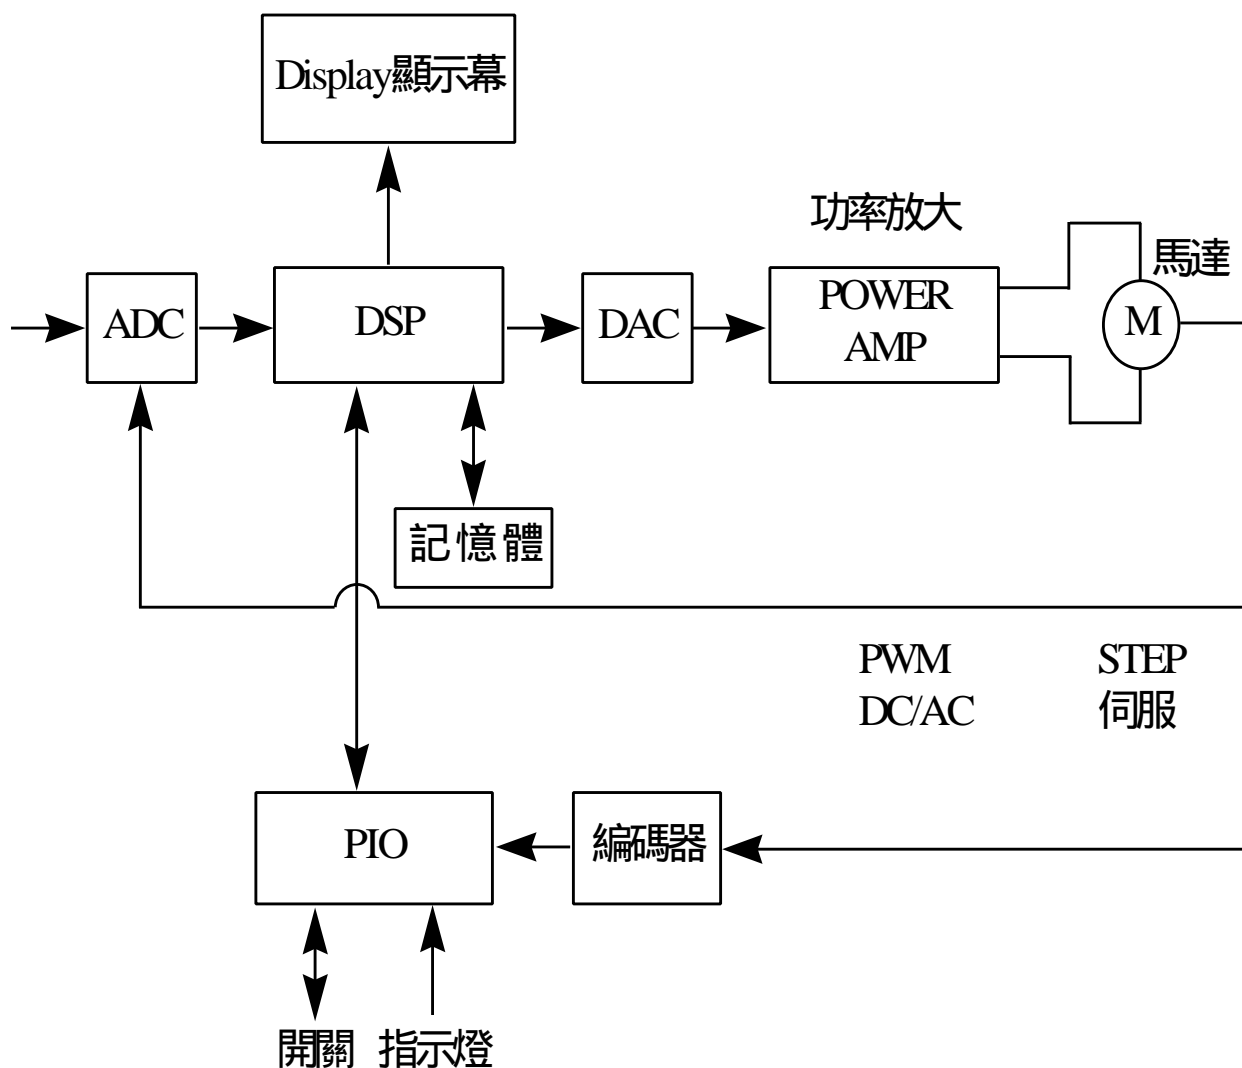 Display顯示幕
功率放大
馬達
ADC
DSP
DAC
POWER
AMP
M
記憶體
PWM
STEP
DC/AC
伺服
PIO
編碼器
開關
指示燈